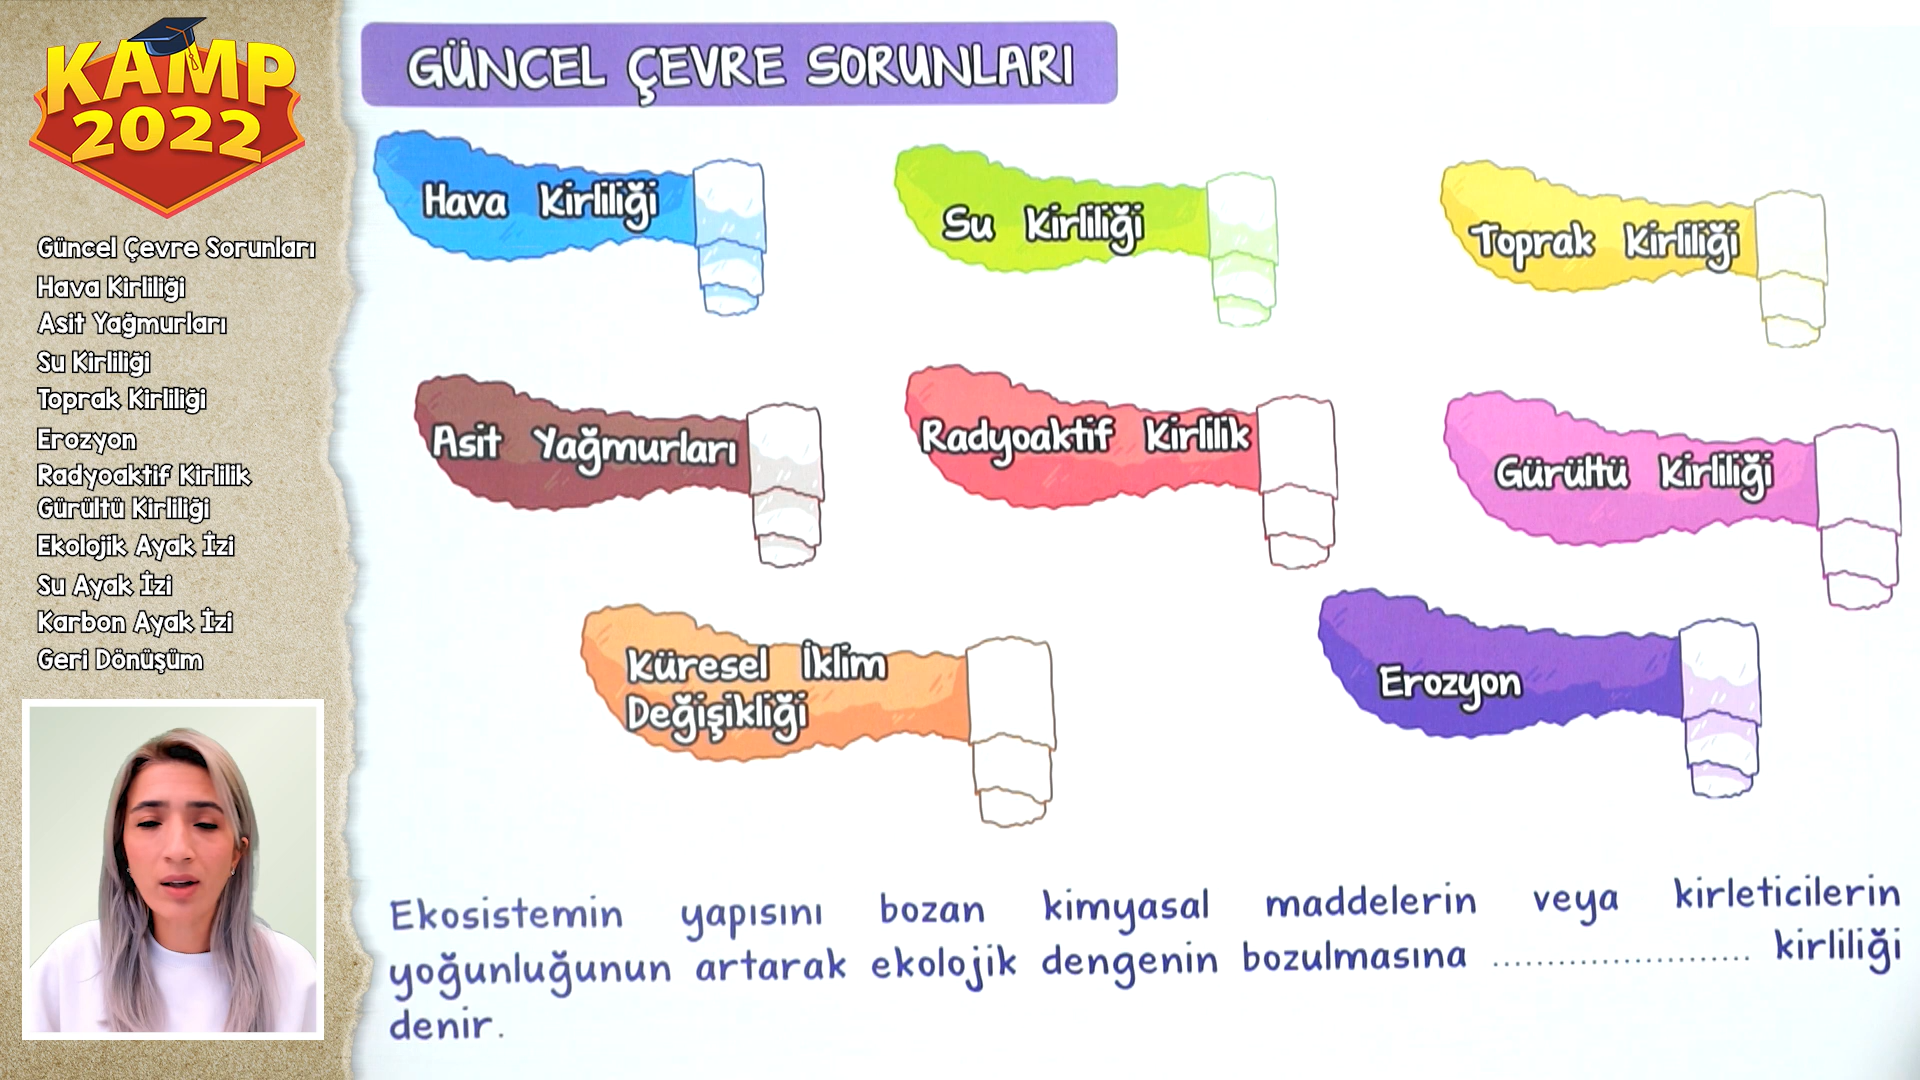 KAMP
2022
Güncel Çevre Sorunları
Hava Kirliliği
Asit Yağmurları
Su Kirliliği
Toprak Kirliliği
Erozyon
Radyoaktif Kirlilik
Gürültü Kirliliği
Ekolojik Ayak İzi
Su Ayak İzi
Karbon Ayak İzi
Geri Dönüşüm
GÜNCEL ÇEVRE SORUNLARI
Hava Kirliliği
Su Kirliliği
Toprak Kirliliği
Asit Yağmurları
Radyoaktif Kirlilik
Gürültü Kirliliği
Küresel İklim
Değişikliği
Erozyon
Ekosistemin yapısını bozan kimyasal maddelerin veya kirleticilerin
yoğunluğunun artarak ekolojik dengenin bozulmasına ........................ kirliliği
denir.